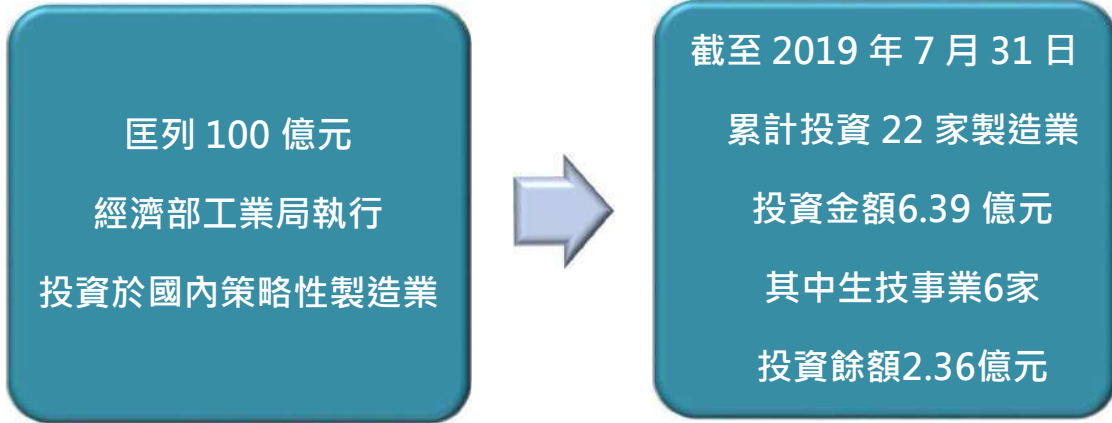 匡列 100 億元
經濟部工業局執行
投資於國內策略性製造業
截至 2019 年 7 月 31 日
累計投資 22 家製造業
投資金額6.39 億元
其中生技事業6家
投資餘額2.36億元